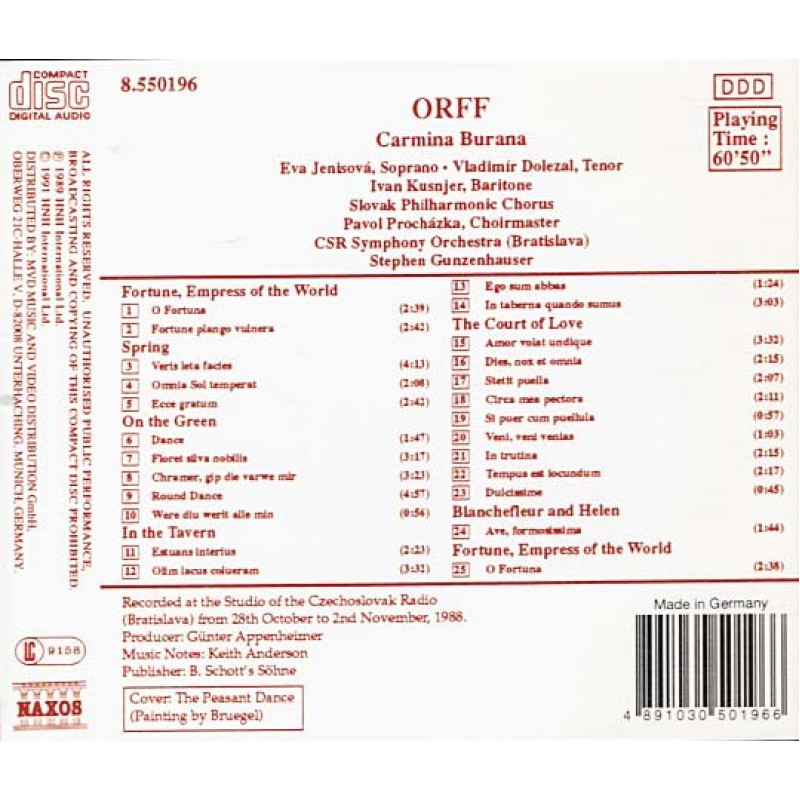 COMPACT
disc
DIGITAL AUDIO
8.550196
DDD
Playing
Time :
60'50"
ORFF
Carmina Burana
Eva Jenisová, Soprano • Vladimír Dolezal, Tenor
Ivan Kusnjer, Baritone
Slovak Philharmonic Chorus
Pavol Procházka, Choirmaster
CSR Symphony Orchestra (Bratislava)
Stephen Gunzenhauser
Fortune, Empress of the World
1 O Fortuna (2:39)
2 Fortune plango vulnera (2:42)
Spring
3 Veris leta facies (4:13)
4 Omnia Sol temperat (2:08)
5 Ecce gratum (2:42)
On the Green
6 Dance (1:47)
7 Floret silva nobilis (3:17)
8 Chramer, gip die varwe mir (3:23)
9 Round Dance (4:57)
10 Were diu werlt alle min (0:56)
In the Tavern
11 Estuans interius (2:23)
12 Olim lacus colueram (3:32)
13 Ego sum abbas (1:24)
14 In taberna quando sumus (3:03)
The Court of Love
15 Amor volat undique (3:32)
16 Dies, nox et omnia (2:15)
17 Stetit puella (2:07)
18 Circa mea pectora (2:11)
19 Si puer cum puellula (0:57)
20 Veni, veni venias (1:03)
21 In trutina (2:15)
22 Tempus est iocundum (2:17)
23 Dulcissime (0:45)
Blanchefleur and Helen
24 Ave, formosissima (1:44)
Fortune, Empress of the World
25 O Fortuna (2:38)
Recorded at the Studio of the Czechoslovak Radio
(Bratislava) from 28th October to 2nd November, 1988.
Producer: Günter Appenheimer
Music Notes: Keith Anderson
Publisher: B. Schott's Söhne
Cover: The Peasant Dance
(Painting by Bruegel)
Made in Germany
4 891030 501966
ALL RIGHTS RESERVED. UNAUTHORISED PUBLIC PERFORMANCE,
BROADCASTING AND COPYING OF THIS COMPACT DISC PROHIBITED.
℗ 1989 HNH International Ltd.
© 1991 HNH International Ltd.
DISTRIBUTED BY: MVD MUSIC AND VIDEO DISTRIBUTION GmbH,
OBERWEG 21C-HALLE V, D-82008 UNTERHACHING, MUNICH, GERMANY.
LC 9158
NAXOS